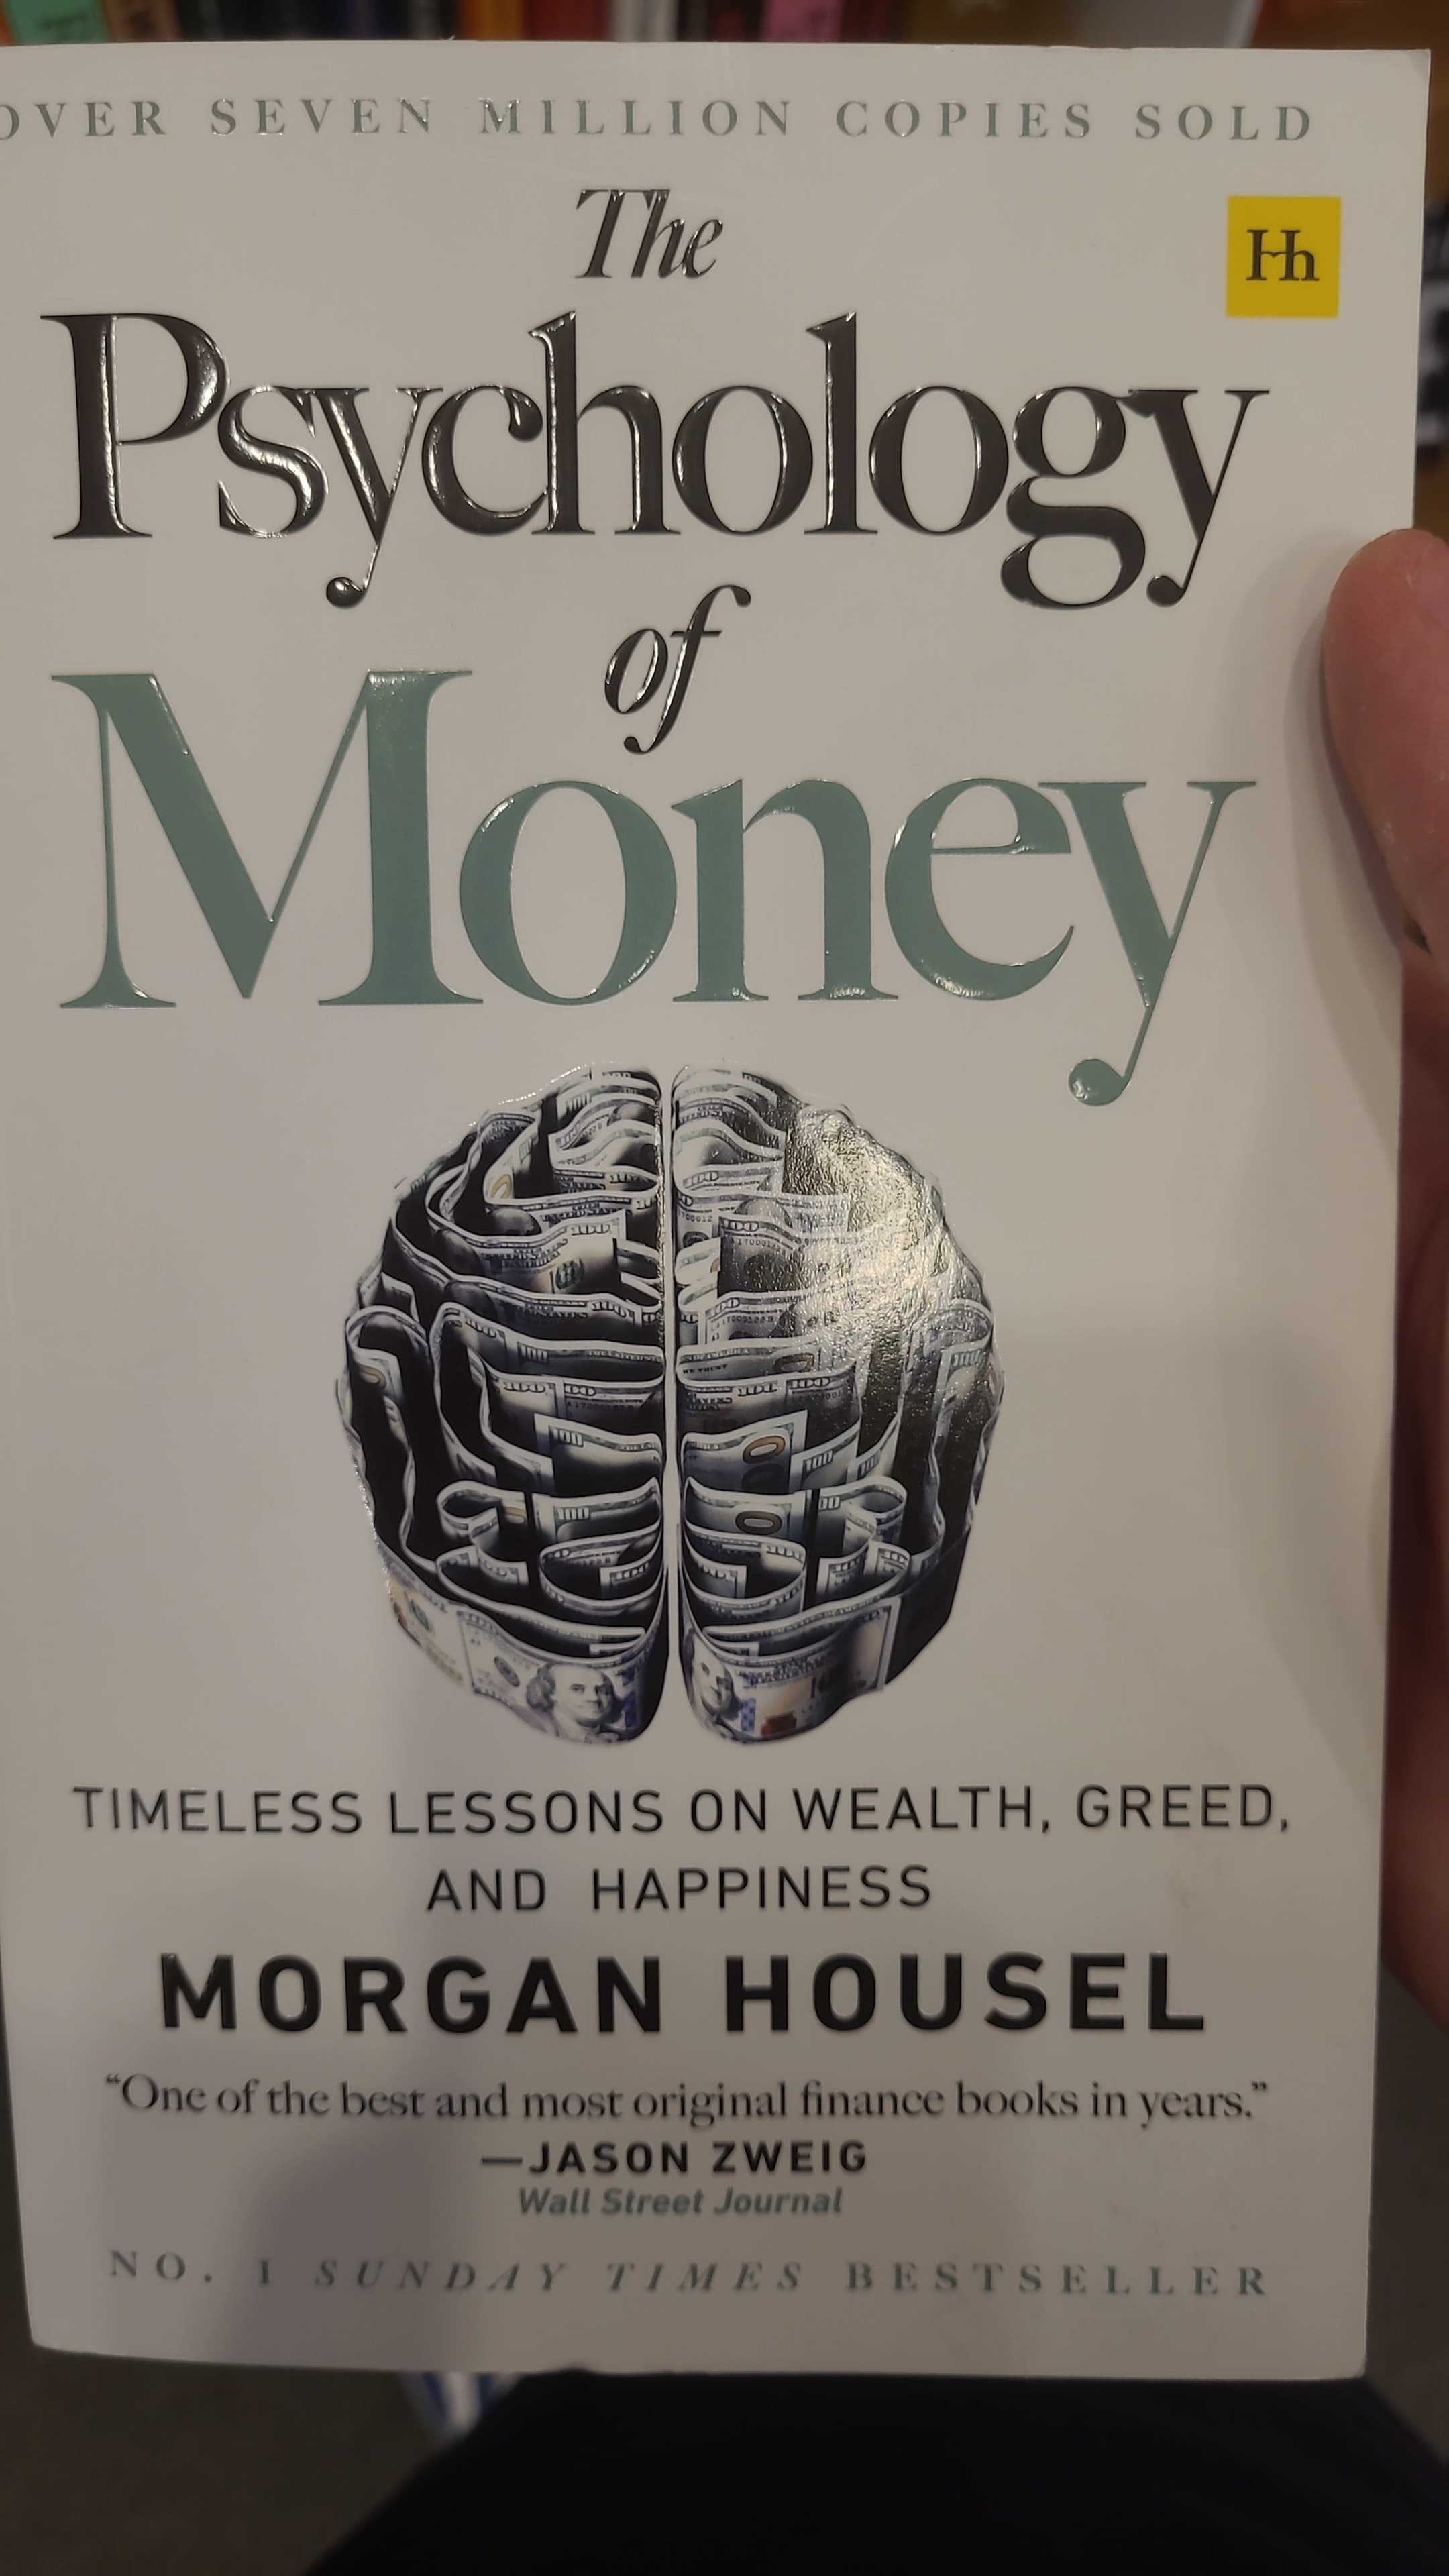 OVER SEVEN MILLION COPIES SOLD
Hh
The
Psychology
of
Money
TIMELESS LESSONS ON WEALTH, GREED,
AND HAPPINESS
MORGAN HOUSEL
“One of the best and most original finance books in years.”
—JASON ZWEIG
Wall Street Journal
NO. 1 SUNDAY TIMES BESTSELLER